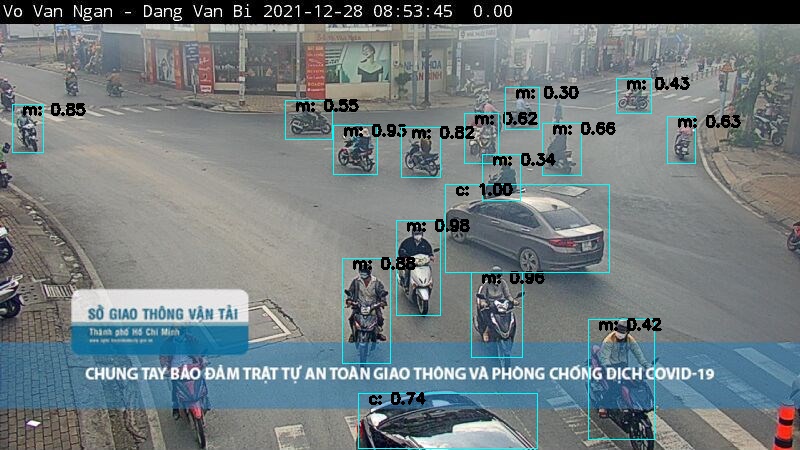 Vo Van Ngan - Dang Van Bi 2021-12-28 08:53:45 0.00
m: 0.43
m: 0.30
m: 0.85
m: 0.55
m: 0.62
m: 0.63
m: 0.95
m: 0.82
m: 0.66
m: 0.34
c: 1.00
m: 0.98
m: 0.88
m: 0.96
SỞ GIAO THÔNG VẬN TẢI
Thành phố Hồ Chí Minh
m: 0.42
CHUNG TAY BẢO ĐẢM TRẬT TỰ AN TOÀN GIAO THÔNG VÀ PHÒNG CHỐNG DỊCH COVID-19
c: 0.74